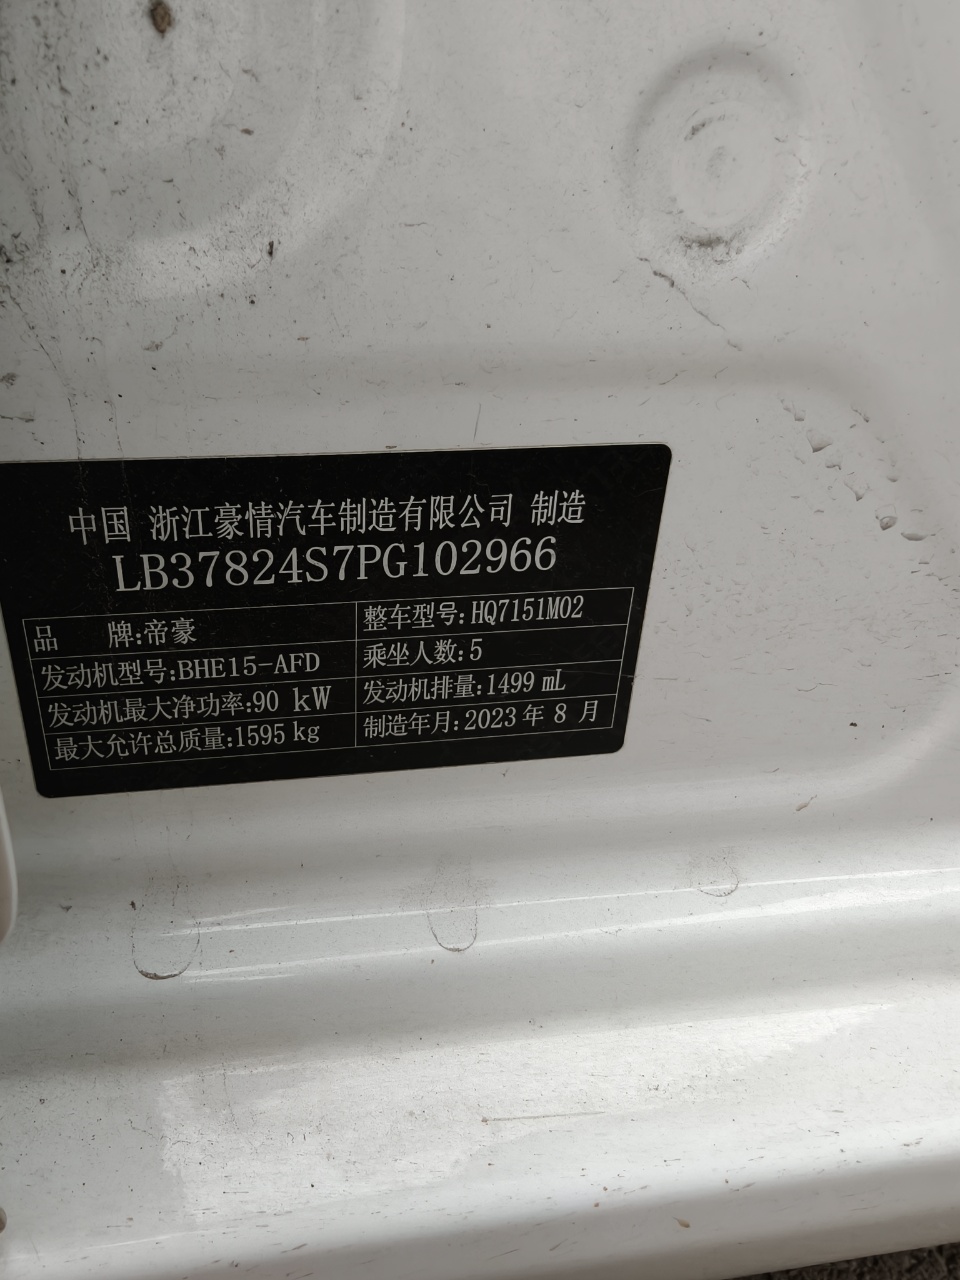 中国 浙江豪情汽车制造有限公司 制造
LB37824S7PG102966
品 牌:帝豪
整车型号:HQ7151M02
发动机型号:BHE15-AFD
乘坐人数:5
发动机最大净功率:90 kW
发动机排量:1499 mL
最大允许总质量:1595 kg
制造年月:2023 年 8 月